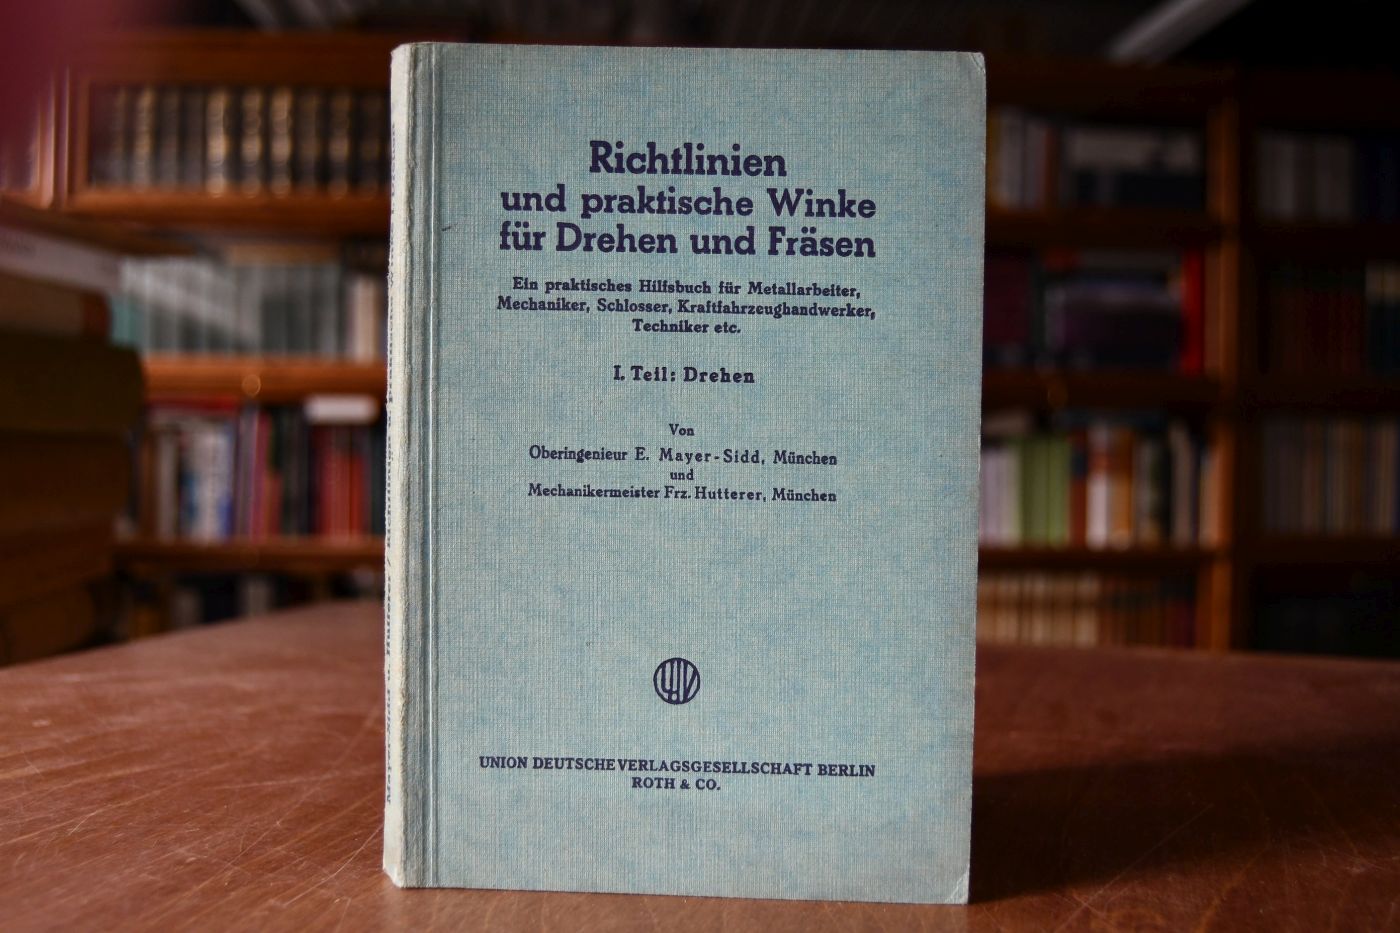 Richtlinien
und praktische Winke
für Drehen und Fräsen
Ein praktisches Hilfsbuch für Metallarbeiter,
Mechaniker, Schlosser, Kraftfahrzeughandwerker,
Techniker etc.
I. Teil: Drehen
Von
Oberingenieur E. Mayer-Sidd, München
und
Mechanikermeister Frz. Hutterer, München
UNION DEUTSCHE VERLAGSGESELLSCHAFT BERLIN
ROTH & CO.